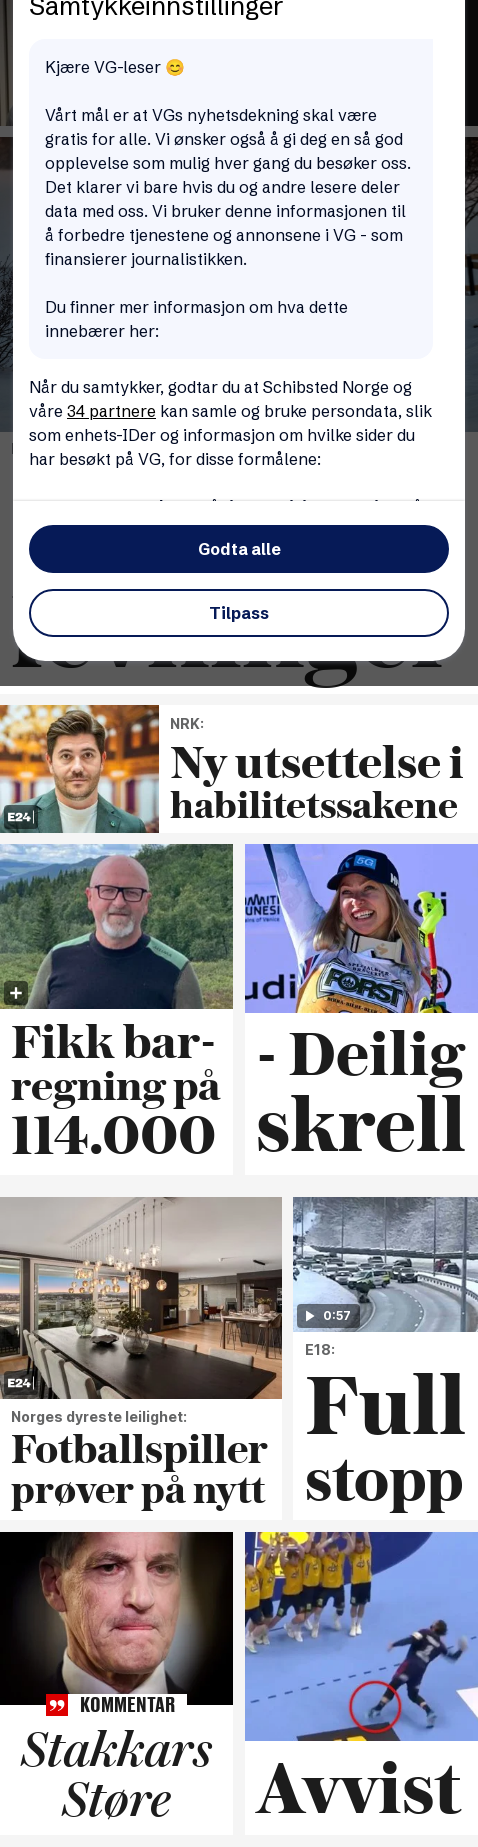 Samtykkeinnstillinger
Kjære VG-leser 😊
Vårt mål er at VGs nyhetsdekning skal være
gratis for alle. Vi ønsker også å gi deg en så god
opplevelse som mulig hver gang du besøker oss.
Det klarer vi bare hvis du og andre lesere deler
data med oss. Vi bruker denne informasjonen til
å forbedre tjenestene og annonsene i VG - som
finansierer journalistikken.
Du finner mer informasjon om hva dette
innebærer her:
Når du samtykker, godtar du at Schibsted Norge og
våre 34 partnere kan samle og bruke persondata, slik
som enhets-IDer og informasjon om hvilke sider du
har besøkt på VG, for disse formålene:
Godta alle
Tilpass
NRK:
Ny utsettelse i
habilitetssakene
E24
5G
udi
FORST
Fikk bar-
regning på
114.000
- Deilig
skrell
E24
0:57
Norges dyreste leilighet:
Fotballspiller
prøver på nytt
E18:
Full
stopp
KOMMENTAR
Stakkars
Støre
Avvist